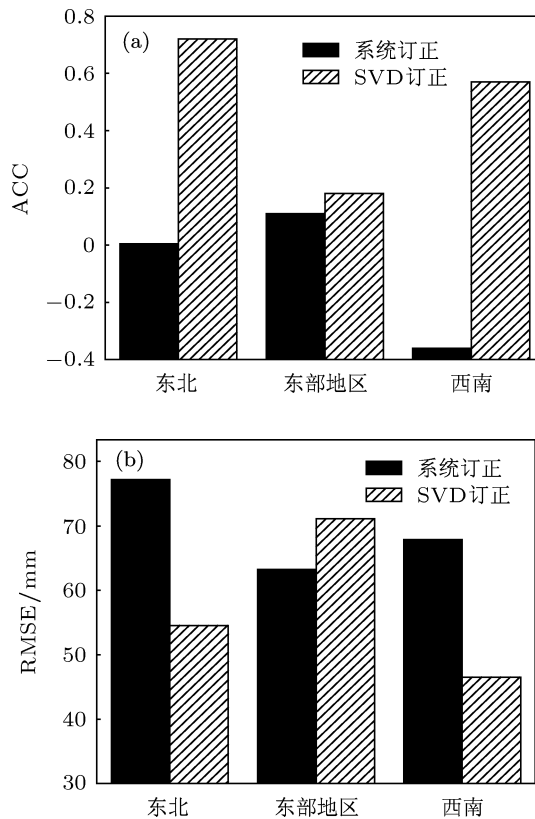 (a)
系统订正
SVD订正
0.8
0.6
0.4
0.2
0
−0.2
−0.4
ACC
东北
东部地区
西南
(b)
系统订正
SVD订正
80
70
60
50
40
30
RMSE/mm
东北
东部地区
西南